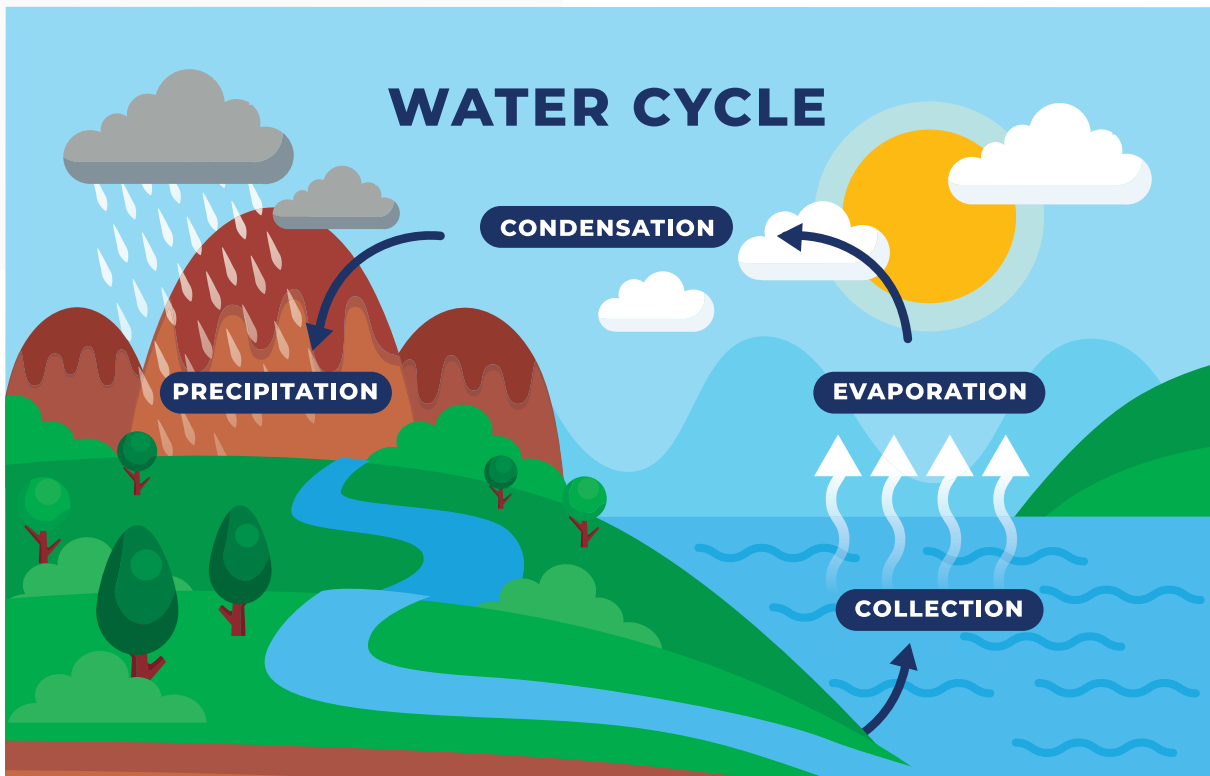 WATER CYCLE
CONDENSATION
PRECIPITATION
EVAPORATION
COLLECTION